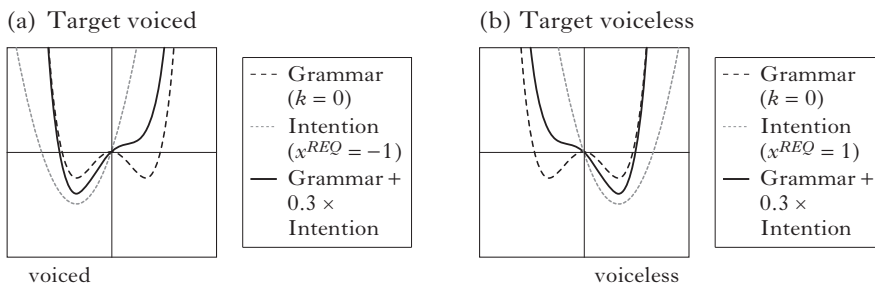 (a) Target voiced
Grammar
(k = 0)
Intention
(x^REQ = −1)
Grammar +
0.3 ×
Intention
voiced
(b) Target voiceless
Grammar
(k = 0)
Intention
(x^REQ = 1)
Grammar +
0.3 ×
Intention
voiceless